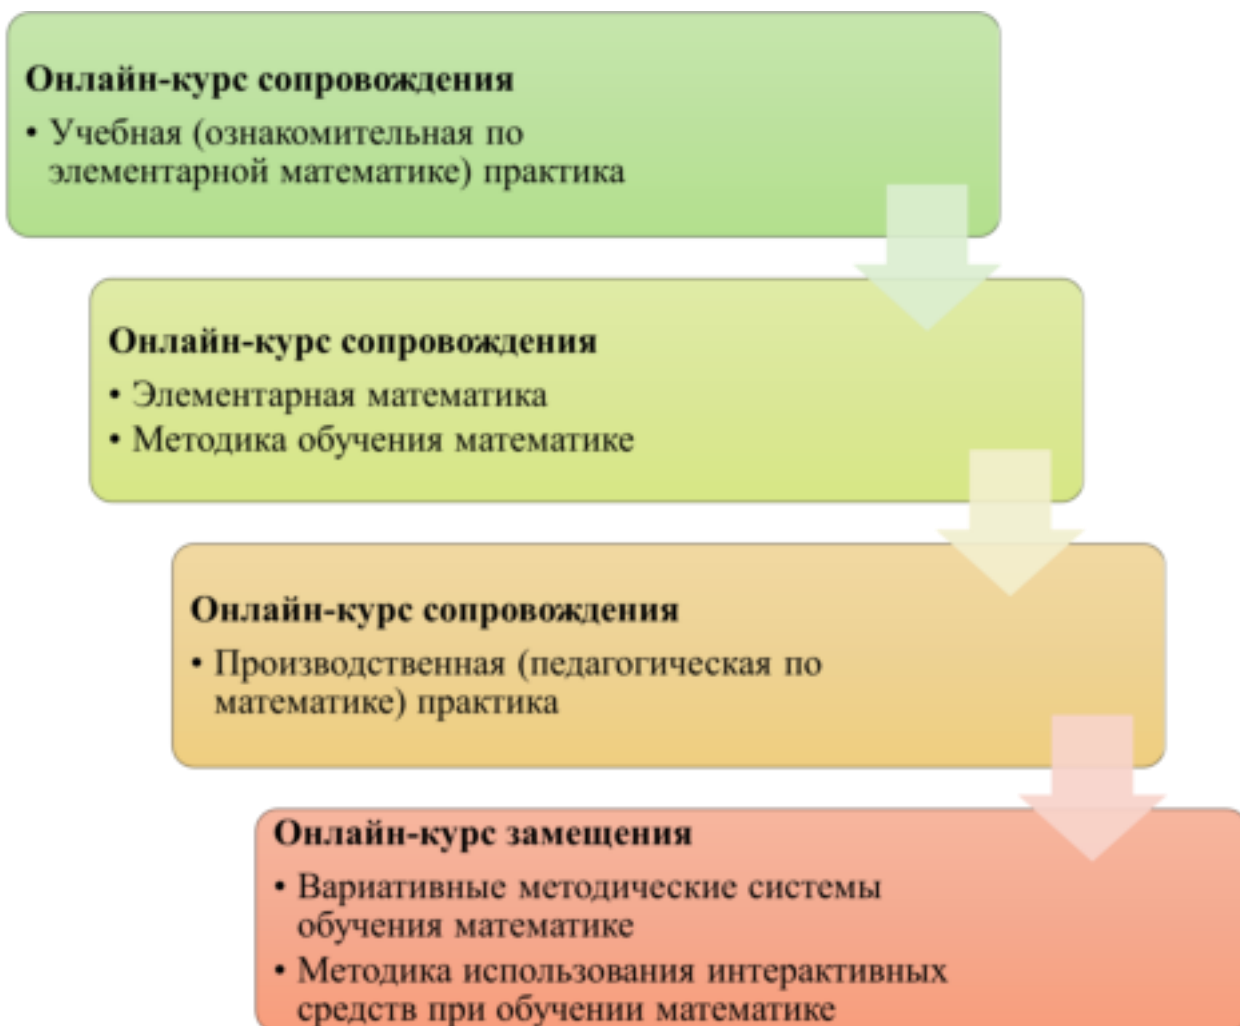 Онлайн-курс сопровождения
• Учебная (ознакомительная по
элементарной математике) практика
Онлайн-курс сопровождения
• Элементарная математика
• Методика обучения математике
Онлайн-курс сопровождения
• Производственная (педагогическая по
математике) практика
Онлайн-курс замещения
• Вариативные методические системы
обучения математике
• Методика использования интерактивных
средств при обучении математике